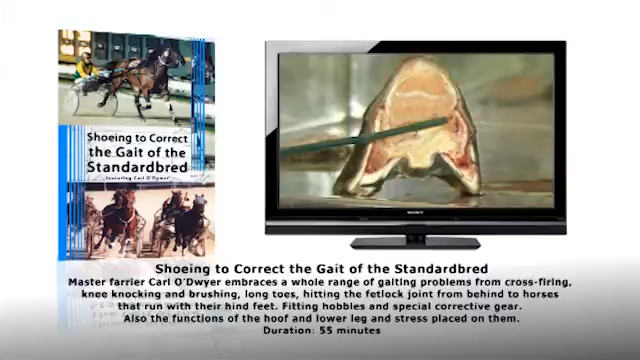 Shoeing to Correct
the Gait of the
Standardbred
featuring Carl O'Dwyer
SONY
Shoeing to Correct the Gait of the Standardbred
Master farrier Carl O'Dwyer embraces a whole range of gaiting problems from cross-firing,
knee knocking and brushing, long toes, hitting the fetlock joint from behind to horses
that run with their hind feet. Fitting hobbles and special corrective gear.
Also the functions of the hoof and lower leg and stress placed on them.
Duration: 55 minutes